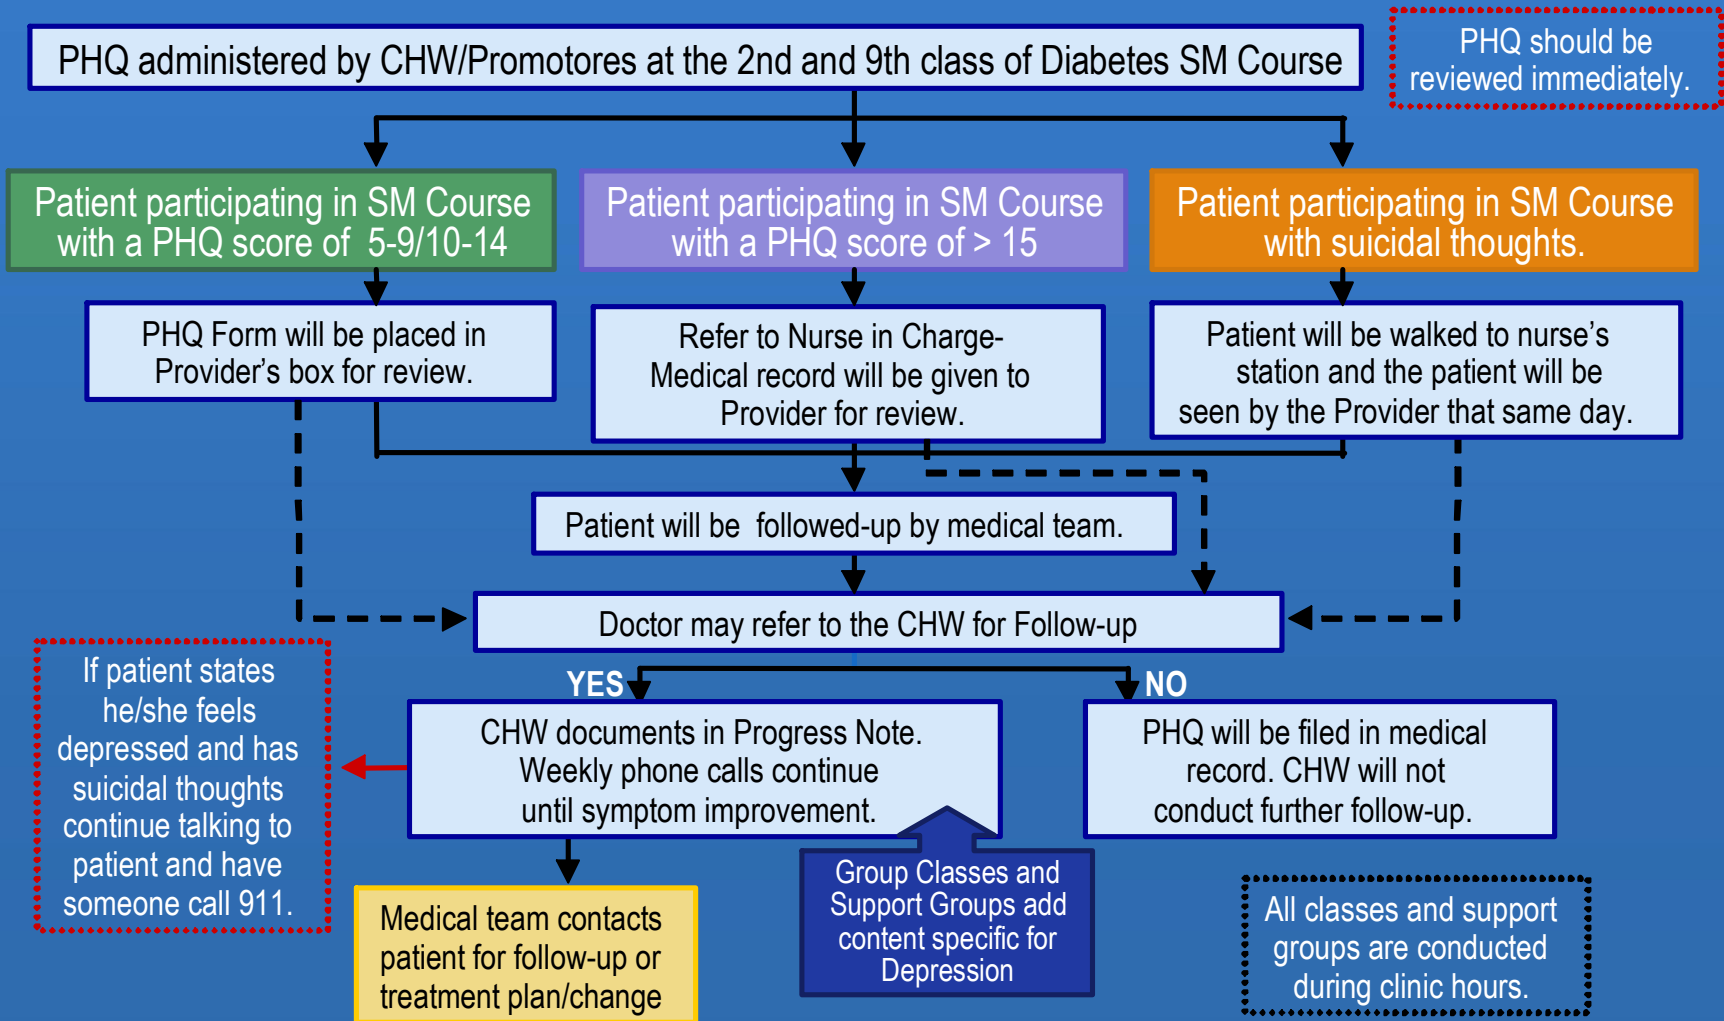 PHQ administered by CHW/Promotores at the 2nd and 9th class of Diabetes SM Course
PHQ should be
reviewed immediately.
Patient participating in SM Course
with a PHQ score of 5-9/10-14
Patient participating in SM Course
with a PHQ score of > 15
Patient participating in SM Course
with suicidal thoughts.
PHQ Form will be placed in
Provider's box for review.
Refer to Nurse in Charge-
Medical record will be given to
Provider for review.
Patient will be walked to nurse's
station and the patient will be
seen by the Provider that same day.
Patient will be followed-up by medical team.
Doctor may refer to the CHW for Follow-up
YES
NO
If patient states
he/she feels
depressed and has
suicidal thoughts
continue talking to
patient and have
someone call 911.
CHW documents in Progress Note.
Weekly phone calls continue
until symptom improvement.
PHQ will be filed in medical
record. CHW will not
conduct further follow-up.
Medical team contacts
patient for follow-up or
treatment plan/change
Group Classes and
Support Groups add
content specific for
Depression
All classes and support
groups are conducted
during clinic hours.